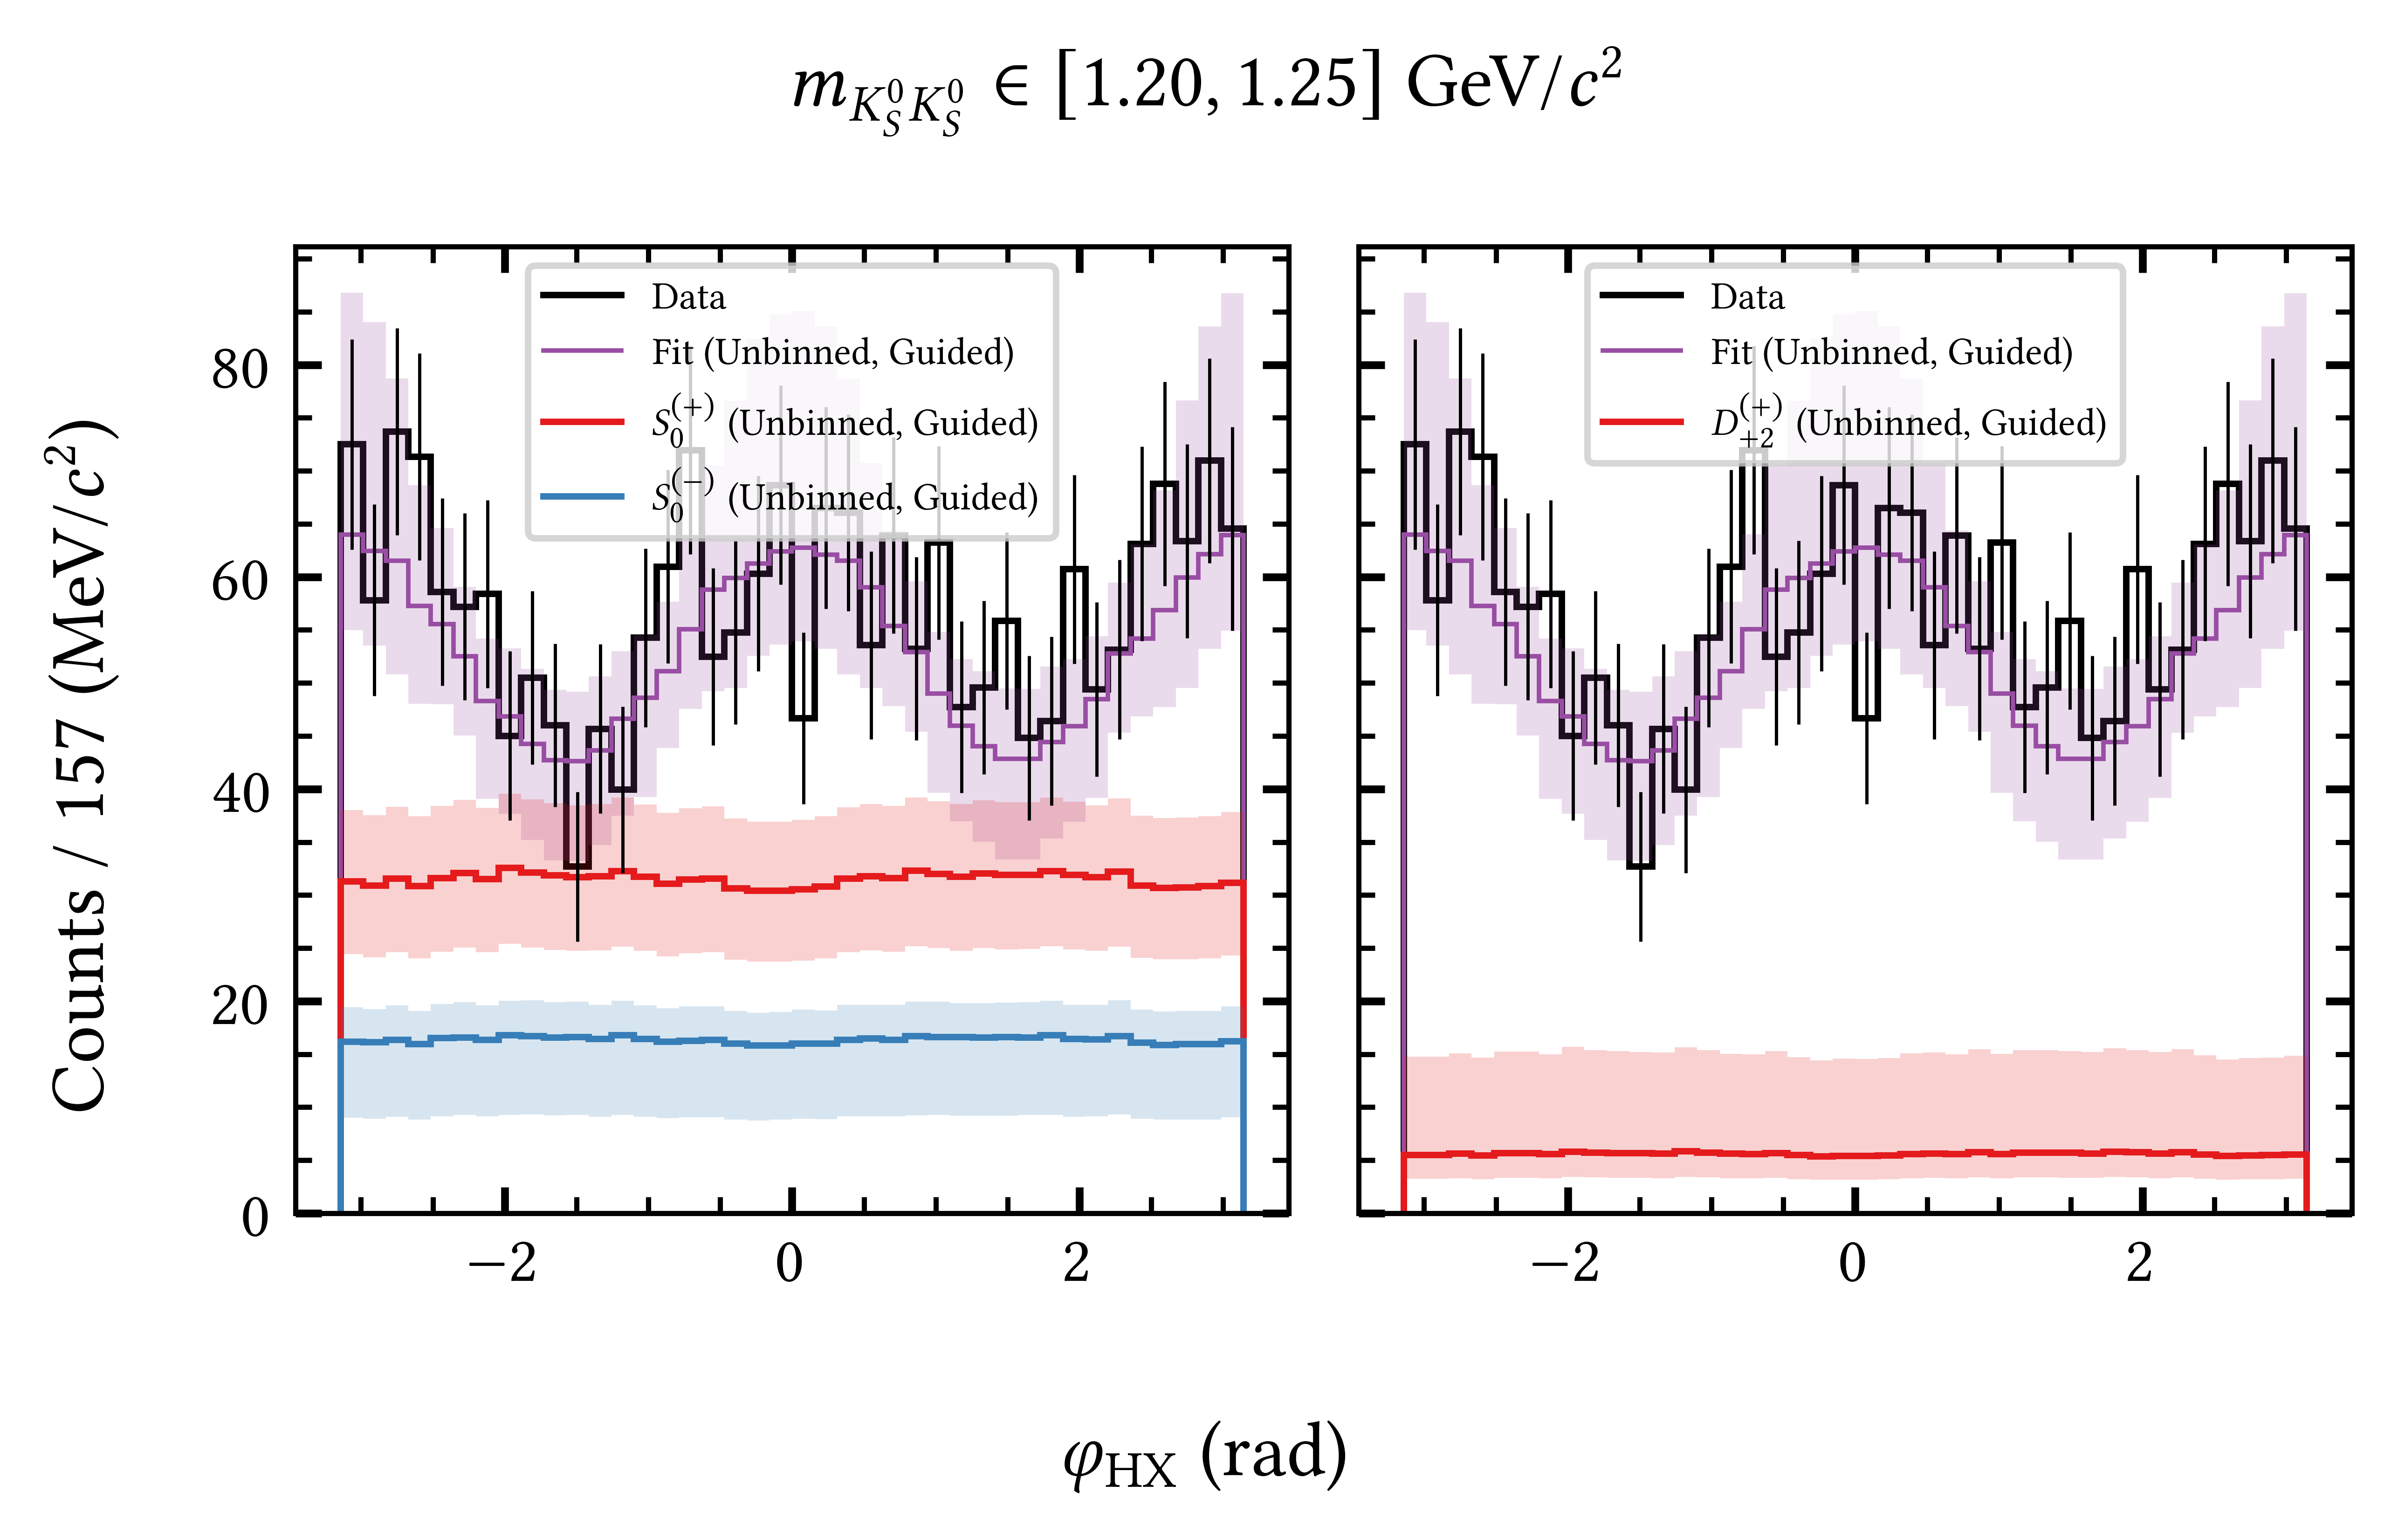 m_{K_S^0 K_S^0} ∈ [1.20, 1.25] GeV/c²
Counts / 157 (MeV/c²)
80
60
40
20
0
Data
Fit (Unbinned, Guided)
S_0^{(+)} (Unbinned, Guided)
S_0^{(−)} (Unbinned, Guided)
−2
0
2
Data
Fit (Unbinned, Guided)
D_{+2}^{(+)} (Unbinned, Guided)
−2
0
2
φ_{HX} (rad)